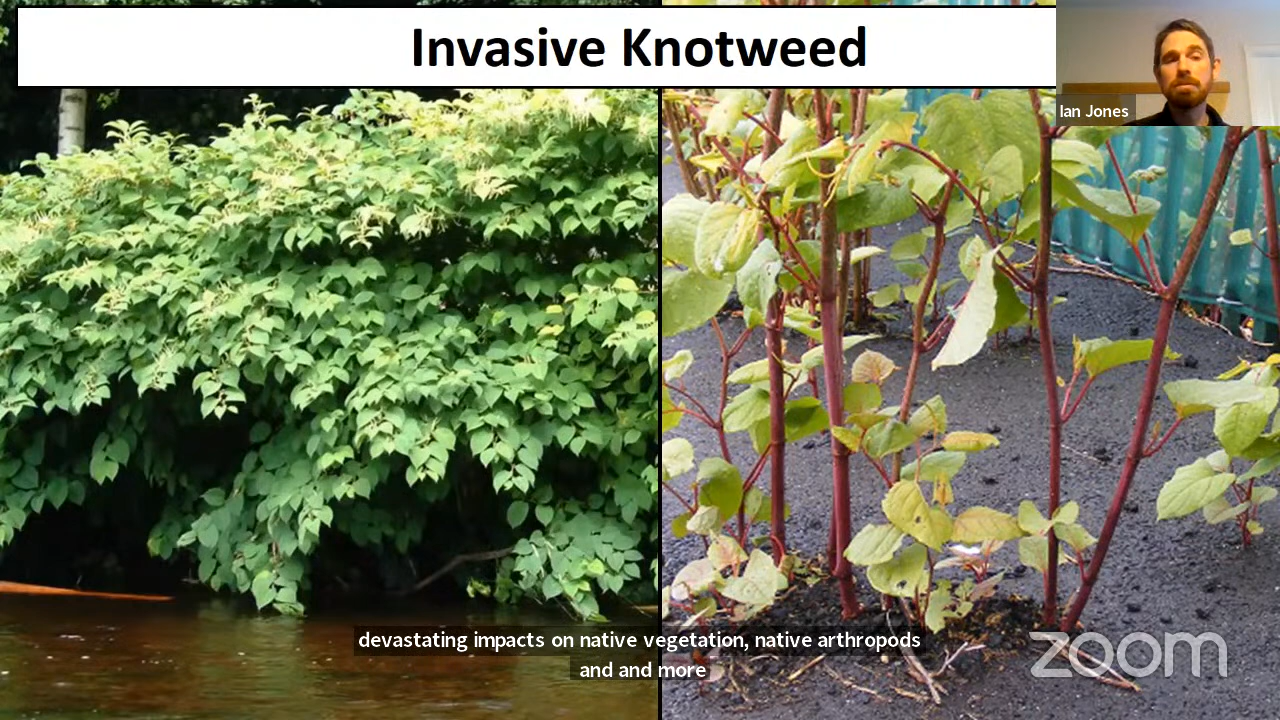 Invasive Knotweed
Ian Jones
devastating impacts on native vegetation, native arthropods
and and more
zoom